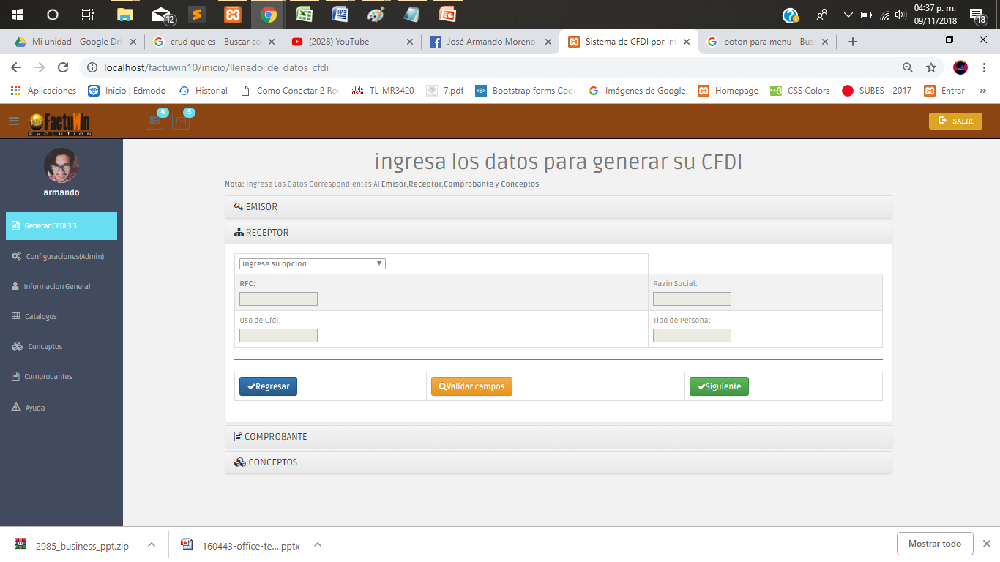 12
04:37 p. m.
09/11/2018
18
Mi unidad - Google Dri
crud que es - Buscar co
(2028) YouTube
José Armando Moreno
Sistema de CFDI por Int
boton para menu - Bus
localhost/factuwin10/inicio/llenado_de_datos_cfdi
Aplicaciones
Inicio | Edmodo
Historial
Como Conectar 2 Rou
TL-MR3420
7.pdf
Bootstrap forms Code
Imágenes de Google
Homepage
CSS Colors
SUBES - 2017
Entrar
»
FactuWin
EVOLUTION
4
5
SALIR
armando
Generar CFDI 3.3
Configuraciones(Admin)
Informacion General
Catalogos
Conceptos
Comprobantes
Ayuda
ingresa los datos para generar su CFDI
Nota: Ingrese Los Datos Correspondientes Al Emisor,Receptor,Comprobante y Conceptos
EMISOR
RECEPTOR
ingrese su opcion
RFC:
Razin Social:
Uso de Cfdi:
Tipo de Persona:
Regresar
Validar campos
Siguiente
COMPROBANTE
CONCEPTOS
2985_business_ppt.zip
160443-office-te....pptx
Mostrar todo